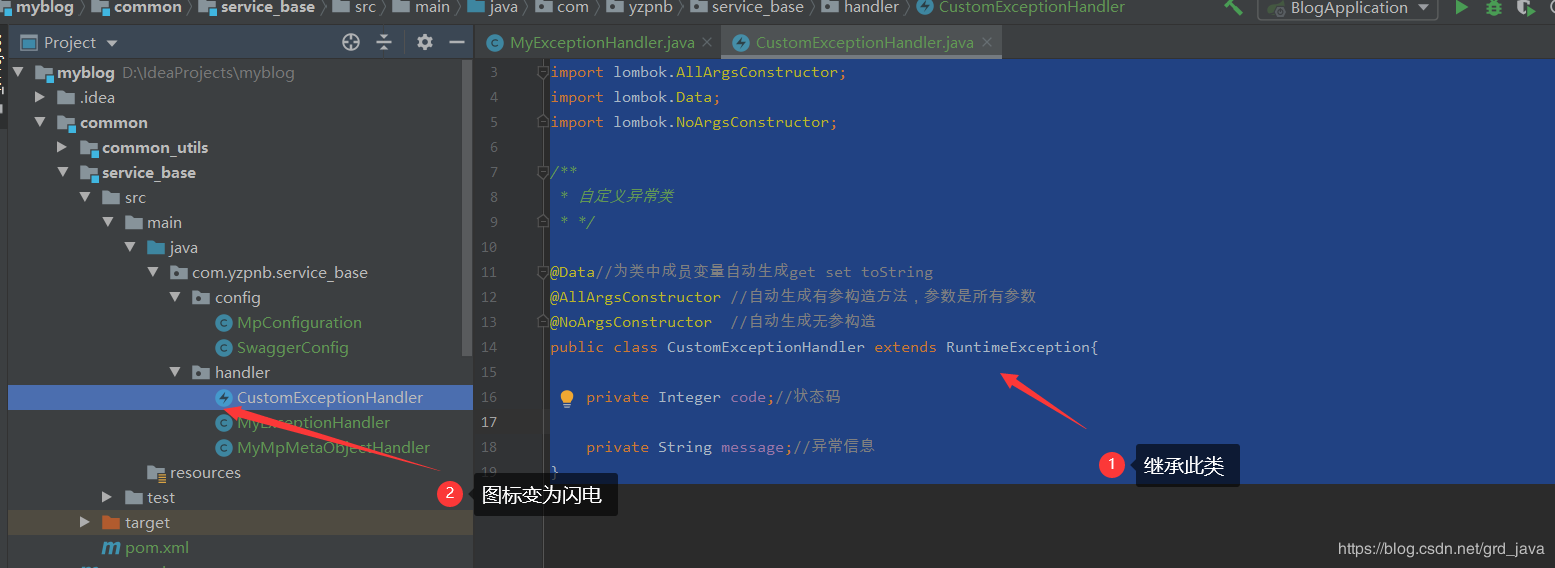 myblog common service_base src main java com yzpnb service_base handler CustomExceptionHandler BlogApplication
Project
MyExceptionHandler.java CustomExceptionHandler.java
myblog D:\IdeaProjects\myblog
.idea
common
common_utils
service_base
src
main
java
com.yzpnb.service_base
config
MpConfiguration
SwaggerConfig
handler
CustomExceptionHandler
MyExceptionHandler
MyMpMetaObjectHandler
resources
test
target
pom.xml
3 import lombok.AllArgsConstructor;
4 import lombok.Data;
5 import lombok.NoArgsConstructor;
6
7 /**
8 * 自定义异常类
9 * */
10
11 @Data//为类中成员变量自动生成get set toString
12 @AllArgsConstructor //自动生成有参构造方法，参数是所有参数
13 @NoArgsConstructor //自动生成无参构造
14 public class CustomExceptionHandler extends RuntimeException{
15
16 private Integer code;//状态码
17
18 private String message;//异常信息
19 }
1 继承此类
2 图标变为闪电
https://blog.csdn.net/grd_java